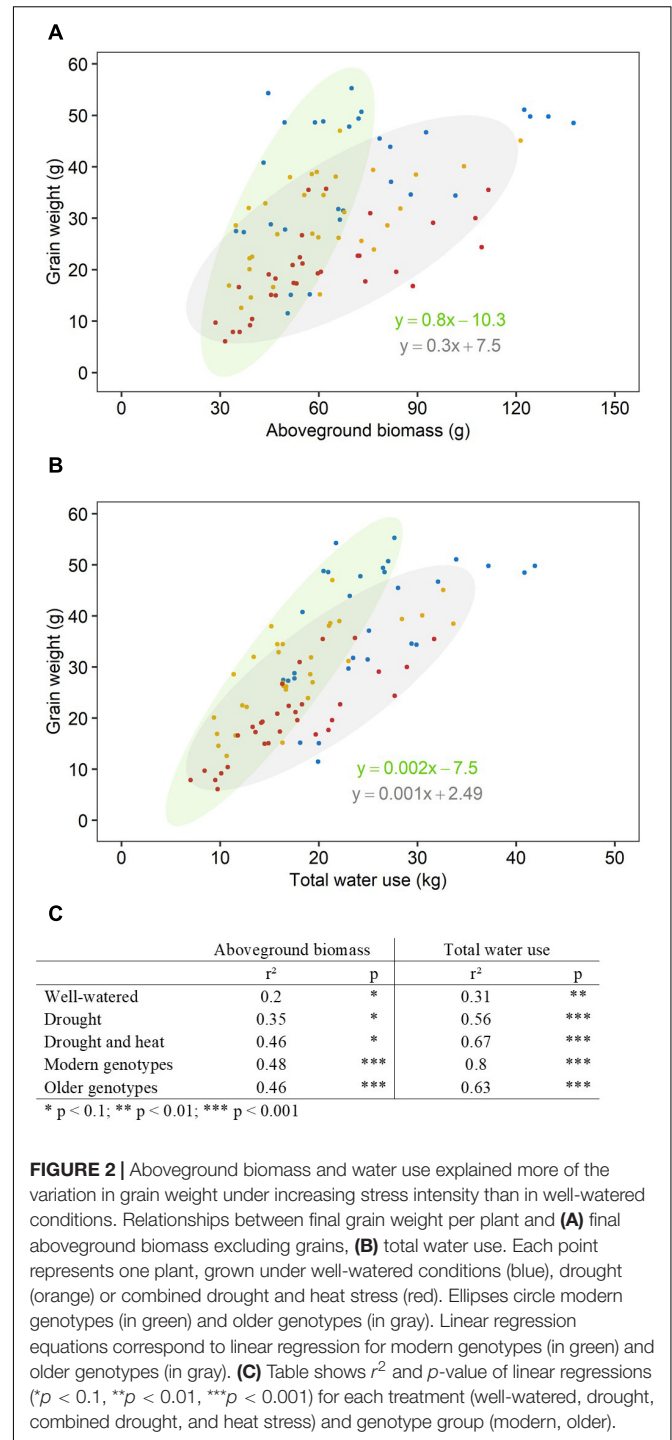 A
60
50
40
30
20
10
0
Grain weight (g)
y = 0.8x − 10.3
y = 0.3x + 7.5
0 30 60 90 120 150
Aboveground biomass (g)
B
60
50
40
30
20
10
0
Grain weight (g)
y = 0.002x − 7.5
y = 0.001x + 2.49
0 10 20 30 40 50
Total water use (kg)
C
Aboveground biomass Total water use
r² p r² p
Well-watered 0.2 * 0.31 **
Drought 0.35 * 0.56 ***
Drought and heat 0.46 * 0.67 ***
Modern genotypes 0.48 *** 0.8 ***
Older genotypes 0.46 *** 0.63 ***
* p < 0.1; ** p < 0.01; *** p < 0.001
FIGURE 2 | Aboveground biomass and water use explained more of the
variation in grain weight under increasing stress intensity than in well-watered
conditions. Relationships between final grain weight per plant and (A) final
aboveground biomass excluding grains, (B) total water use. Each point
represents one plant, grown under well-watered conditions (blue), drought
(orange) or combined drought and heat stress (red). Ellipses circle modern
genotypes (in green) and older genotypes (in gray). Linear regression
equations correspond to linear regression for modern genotypes (in green) and
older genotypes (in gray). (C) Table shows r² and p-value of linear regressions
(*p < 0.1, **p < 0.01, ***p < 0.001) for each treatment (well-watered, drought,
combined drought, and heat stress) and genotype group (modern, older).